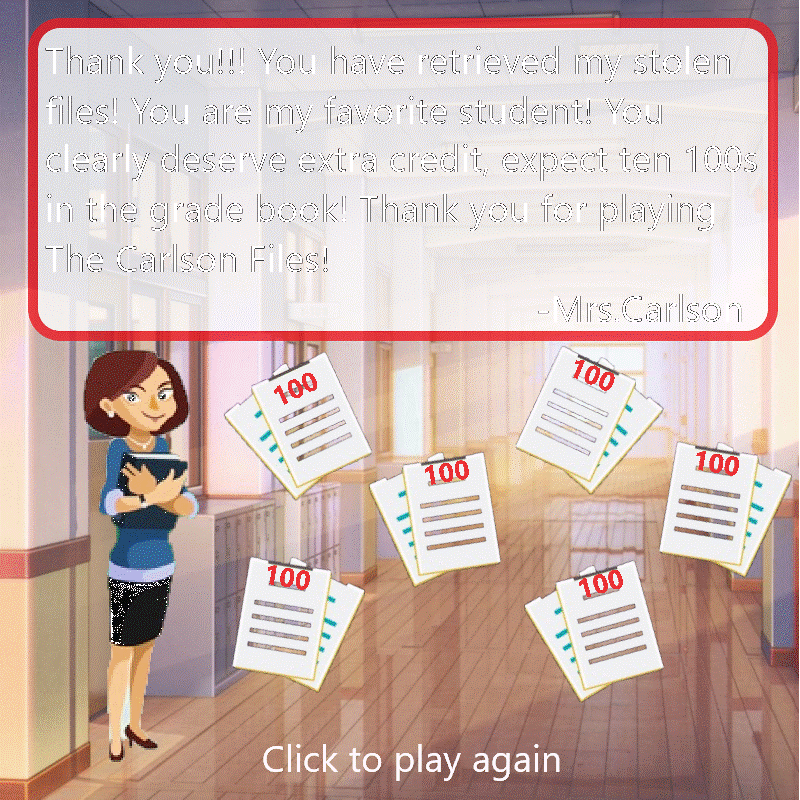 Thank you!!! You have retrieved my stolen
files! You are my favorite student! You
clearly deserve extra credit, expect ten 100s
in the grade book! Thank you for playing
The Carlson Files!
-Mrs.Carlson
100
100
100
100
100
100
Click to play again